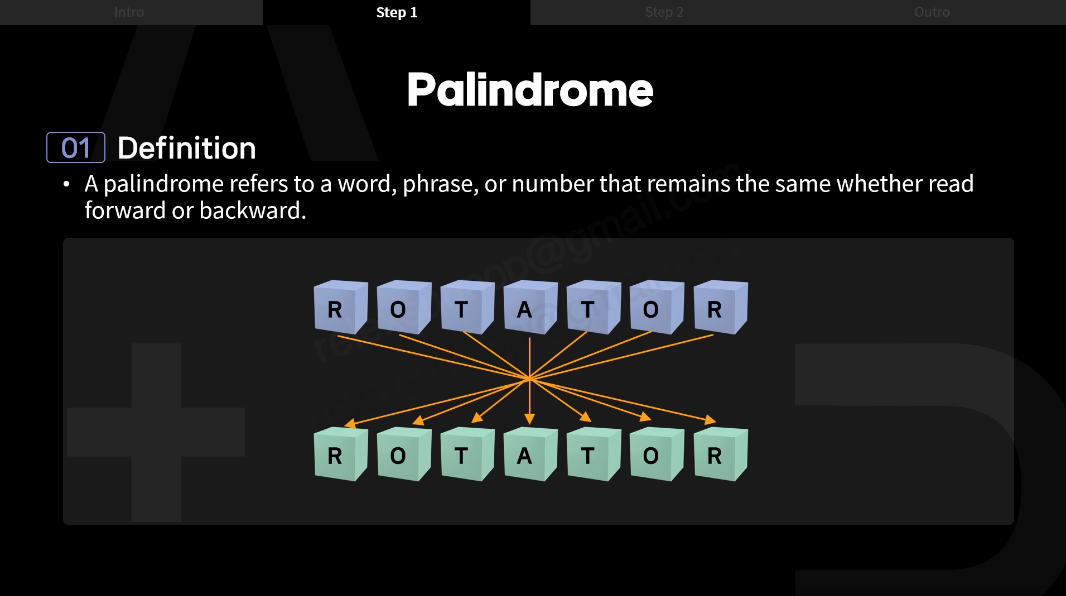 Intro
Step 1
Step 2
Outro
Palindrome
01 Definition
• A palindrome refers to a word, phrase, or number that remains the same whether read
forward or backward.
R O T A T O R
R O T A T O R